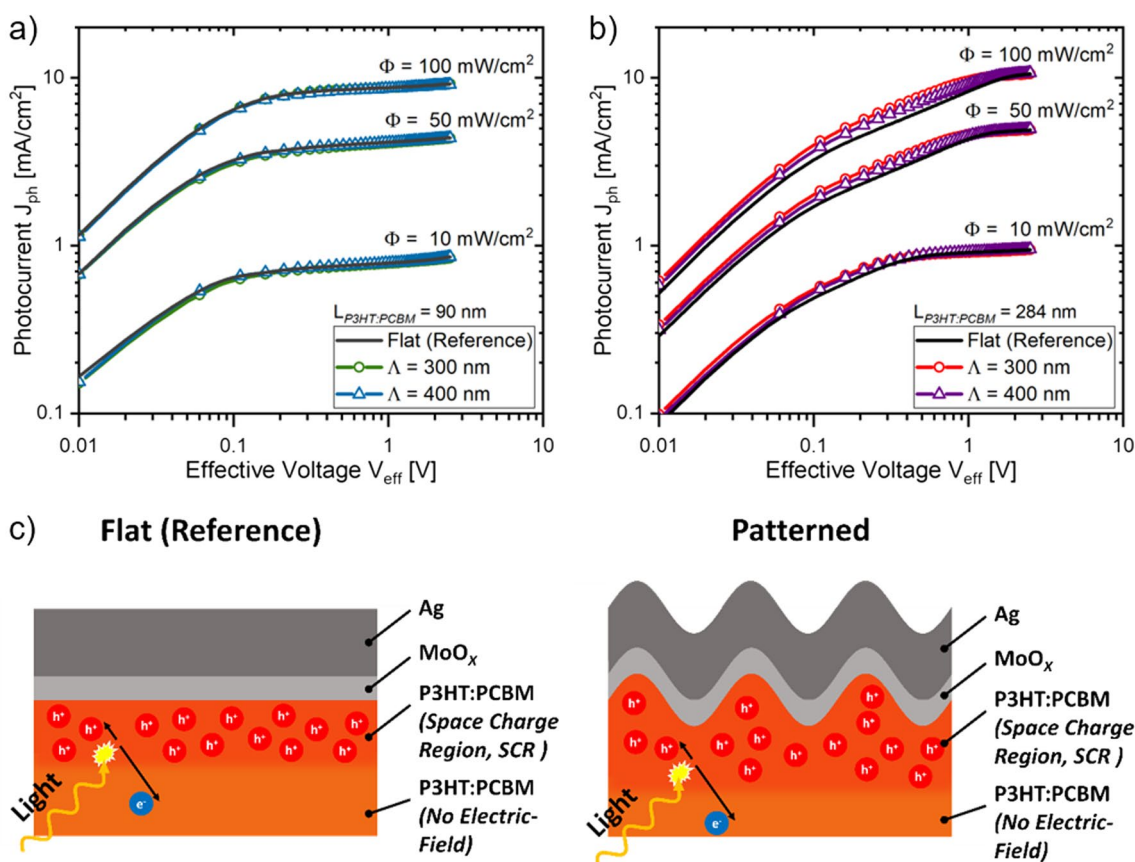 a)
Φ = 100 mW/cm²
Φ = 50 mW/cm²
Φ = 10 mW/cm²
L_P3HT:PCBM = 90 nm
Flat (Reference)
Λ = 300 nm
Λ = 400 nm
10
1
0.1
Photocurrent J_ph [mA/cm²]
0.01
0.1
1
10
Effective Voltage V_eff [V]
b)
Φ = 100 mW/cm²
Φ = 50 mW/cm²
Φ = 10 mW/cm²
L_P3HT:PCBM = 284 nm
Flat (Reference)
Λ = 300 nm
Λ = 400 nm
10
1
0.1
Photocurrent J_ph [mA/cm²]
0.01
0.1
1
10
Effective Voltage V_eff [V]
c)
Flat (Reference)
Ag
MoO_X
P3HT:PCBM
(Space Charge
Region, SCR )
P3HT:PCBM
(No Electric-
Field)
h⁺ h⁺ h⁺ h⁺ h⁺ h⁺ h⁺ h⁺ h⁺ h⁺ h⁺ h⁺ h⁺
e⁻
Light
Patterned
Ag
MoO_X
P3HT:PCBM
(Space Charge
Region, SCR )
P3HT:PCBM
(No Electric-
Field)
h⁺ h⁺ h⁺ h⁺ h⁺ h⁺ h⁺ h⁺ h⁺ h⁺ h⁺ h⁺ h⁺
e⁻
Light